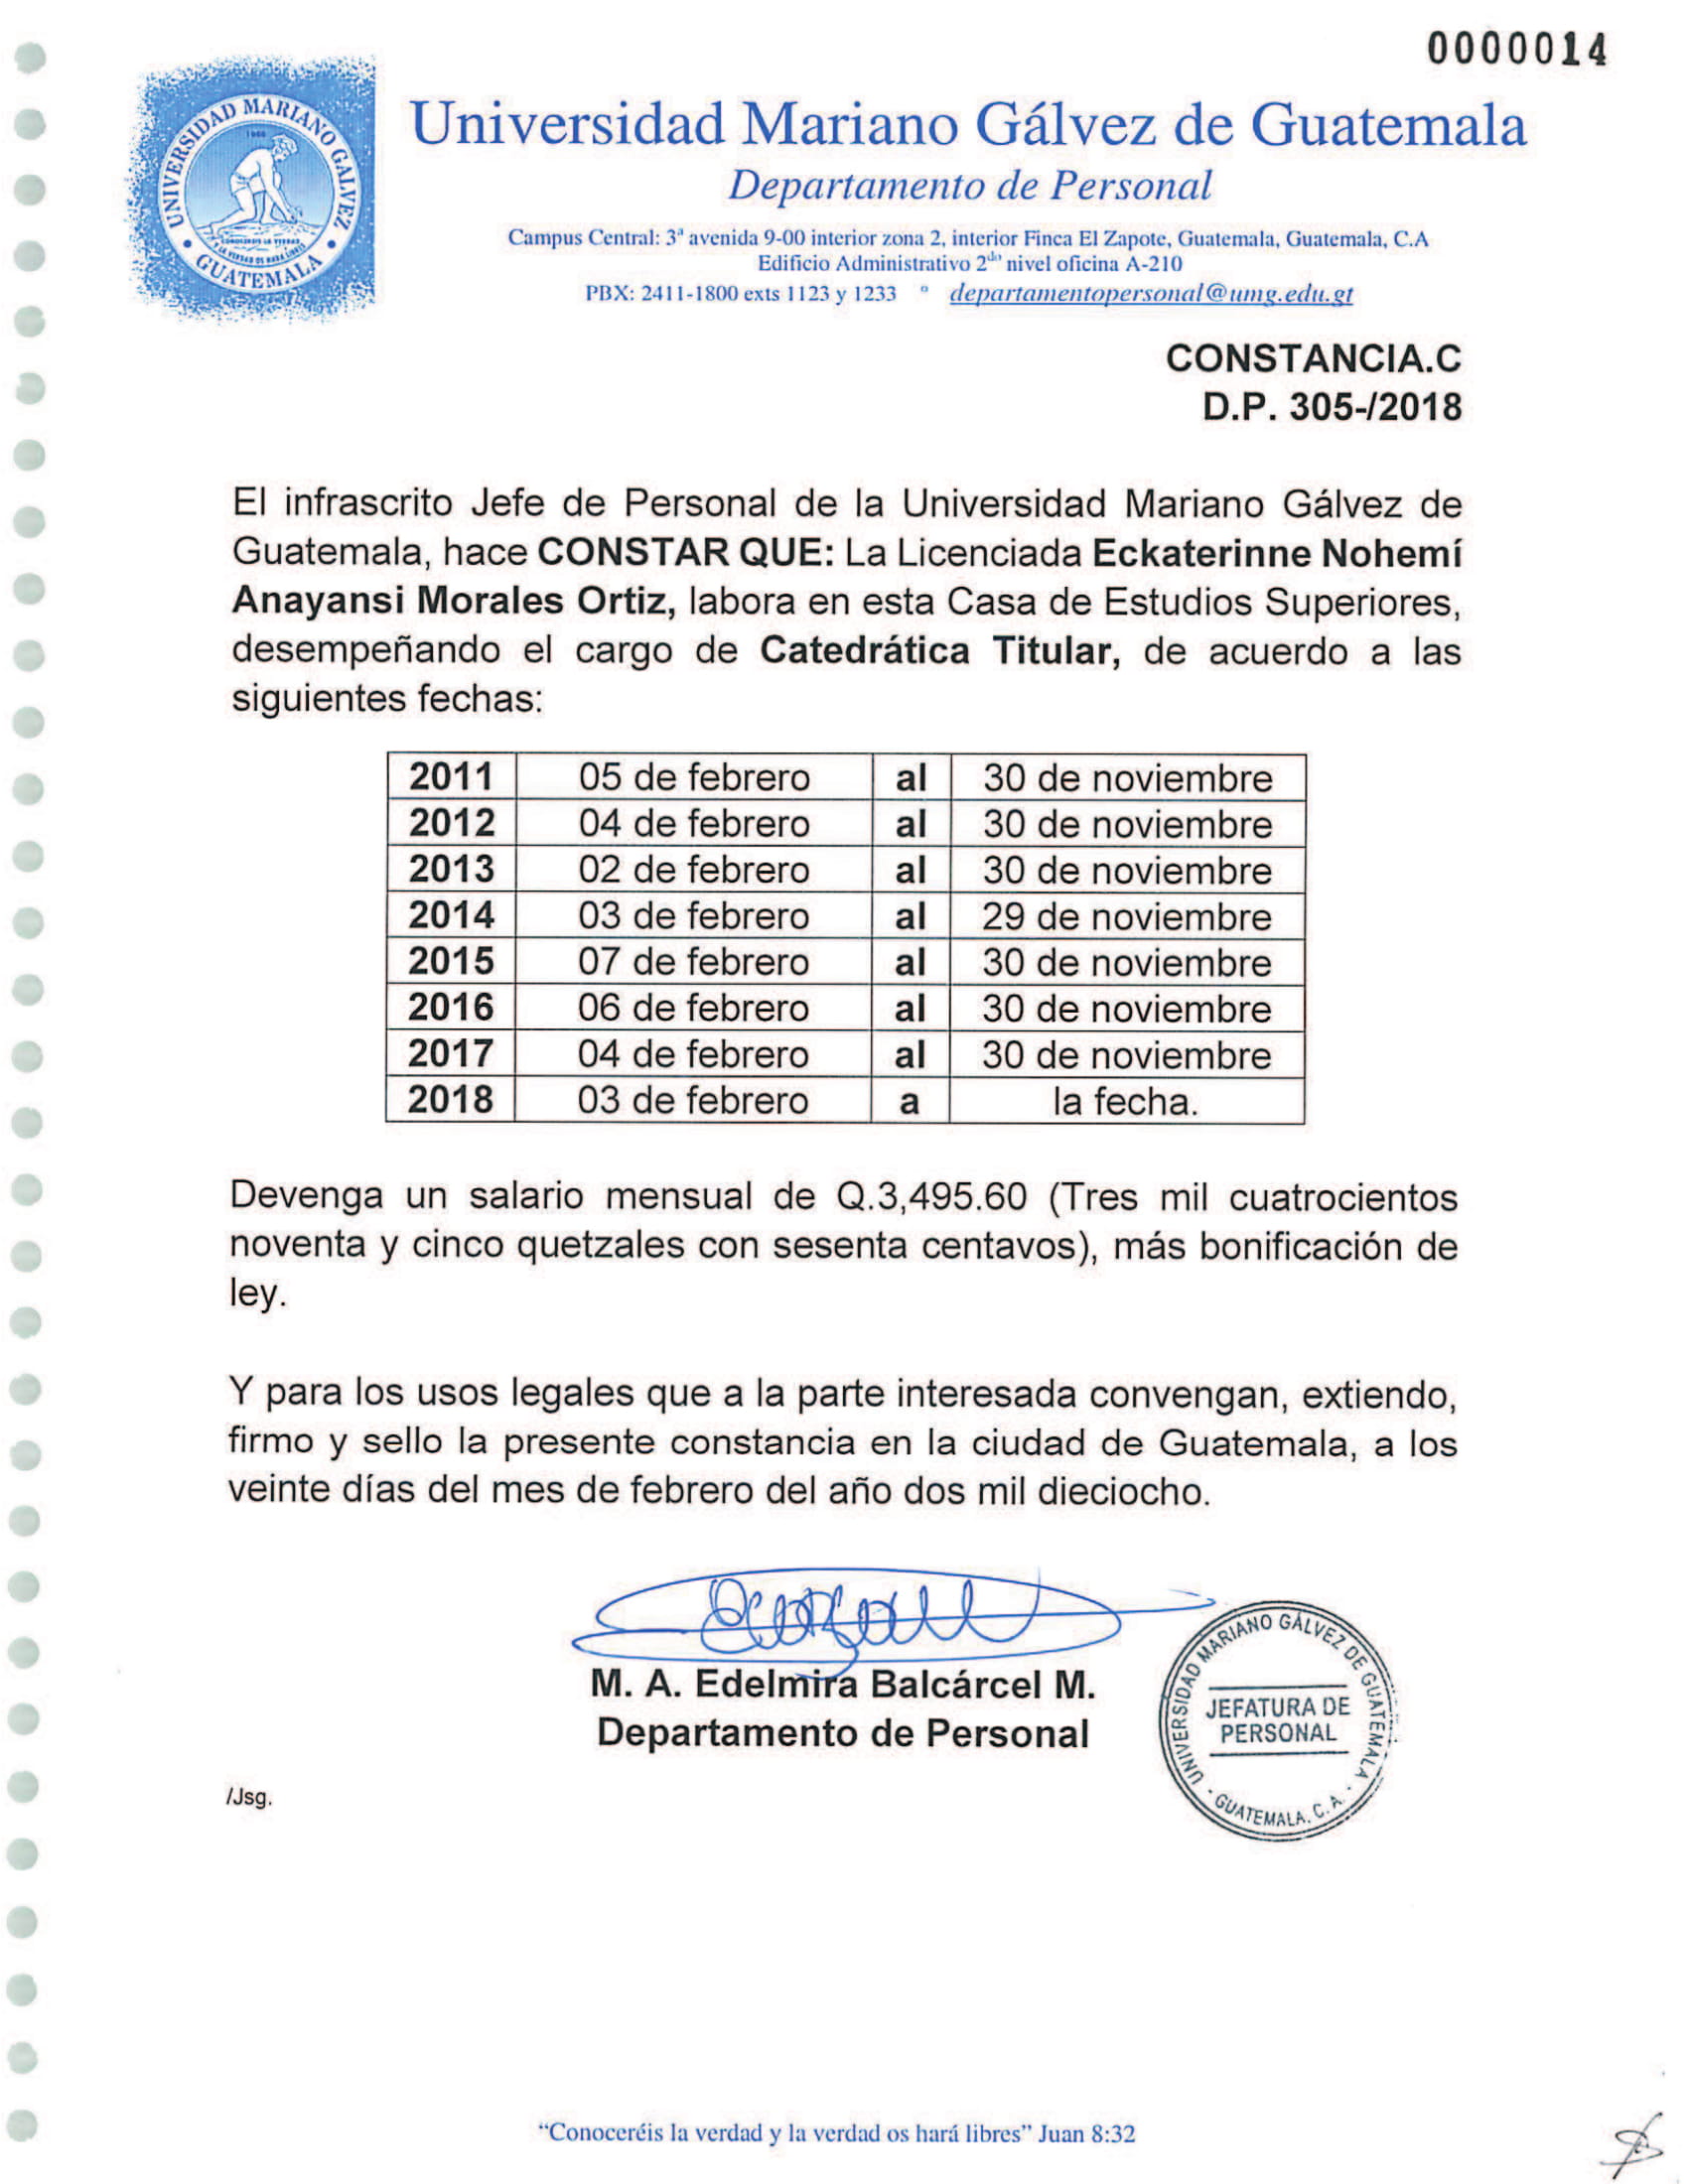 0000014
UNIVERSIDAD MARIANO GALVEZ
1966
CONOCEREIS LA VERDAD
Y LA VERDAD OS HARA LIBRES
GUATEMALA
Universidad Mariano Gálvez de Guatemala
Departamento de Personal
Campus Central: 3ª avenida 9-00 interior zona 2, interior Finca El Zapote, Guatemala, Guatemala, C.A
Edificio Administrativo 2do nivel oficina A-210
PBX: 2411-1800 exts 1123 y 1233 ° departamentopersonal@umg.edu.gt
CONSTANCIA.C
D.P. 305-/2018
El infrascrito Jefe de Personal de la Universidad Mariano Gálvez de
Guatemala, hace CONSTAR QUE: La Licenciada Eckaterinne Nohemí
Anayansi Morales Ortiz, labora en esta Casa de Estudios Superiores,
desempeñando el cargo de Catedrática Titular, de acuerdo a las
siguientes fechas:
2011 05 de febrero al 30 de noviembre
2012 04 de febrero al 30 de noviembre
2013 02 de febrero al 30 de noviembre
2014 03 de febrero al 29 de noviembre
2015 07 de febrero al 30 de noviembre
2016 06 de febrero al 30 de noviembre
2017 04 de febrero al 30 de noviembre
2018 03 de febrero a la fecha.
Devenga un salario mensual de Q.3,495.60 (Tres mil cuatrocientos
noventa y cinco quetzales con sesenta centavos), más bonificación de
ley.
Y para los usos legales que a la parte interesada convengan, extiendo,
firmo y sello la presente constancia en la ciudad de Guatemala, a los
veinte días del mes de febrero del año dos mil dieciocho.
M. A. Edelmira Balcárcel M.
Departamento de Personal
UNIVERSIDAD MARIANO GÁLVEZ DE GUATEMALA
JEFATURA DE
PERSONAL
GUATEMALA, C. A.
/Jsg.
“Conoceréis la verdad y la verdad os hará libres” Juan 8:32